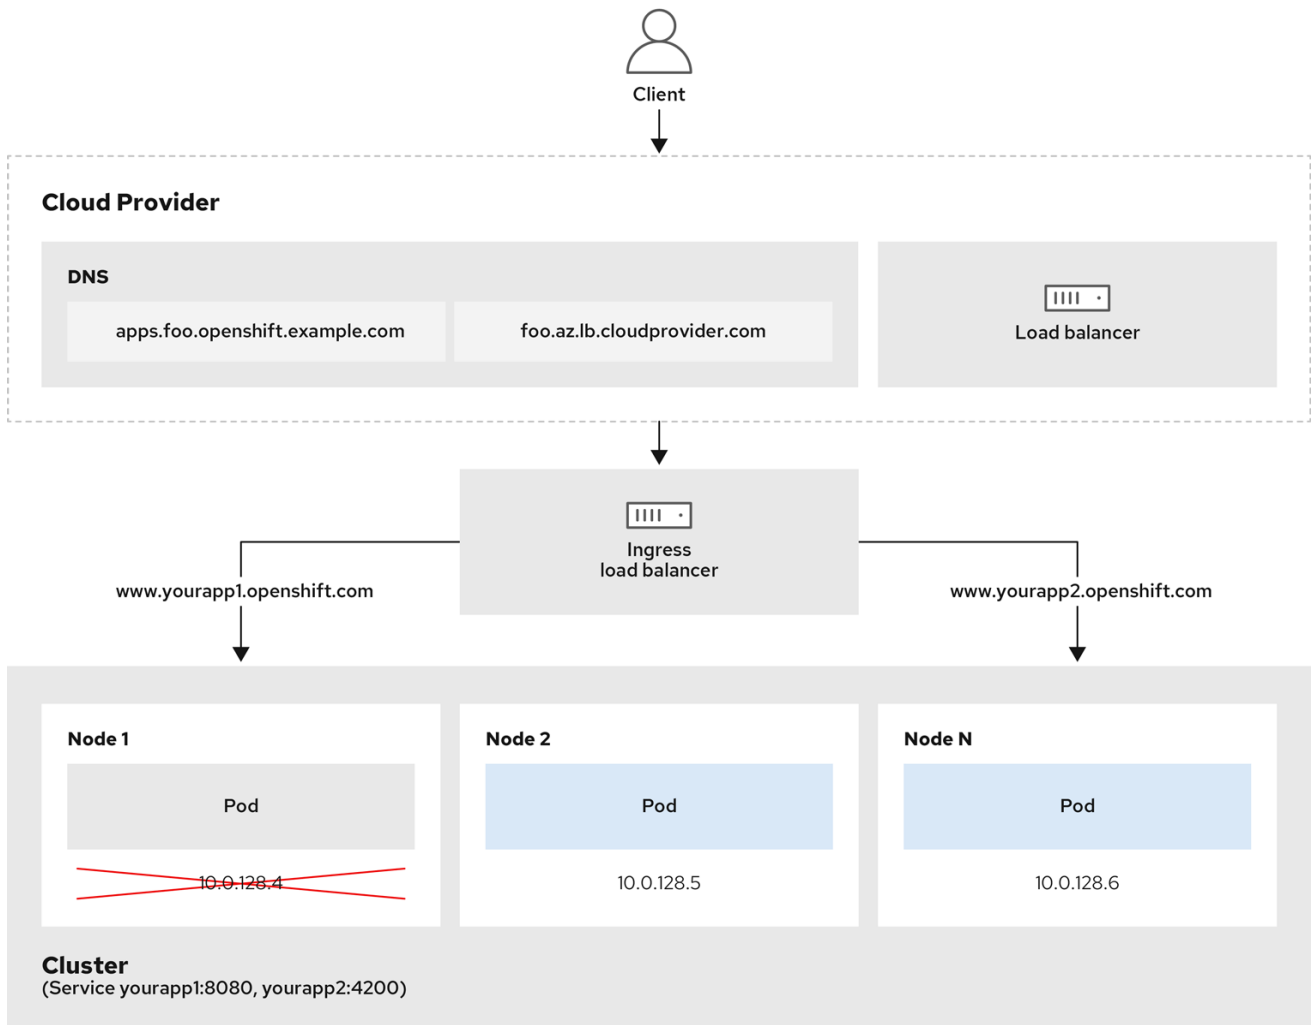 Client
Cloud Provider
DNS
apps.foo.openshift.example.com
foo.az.lb.cloudprovider.com
Load balancer
Ingress
load balancer
www.yourapp1.openshift.com
www.yourapp2.openshift.com
Node 1
Pod
10.0.128.4
Node 2
Pod
10.0.128.5
Node N
Pod
10.0.128.6
Cluster
(Service yourapp1:8080, yourapp2:4200)